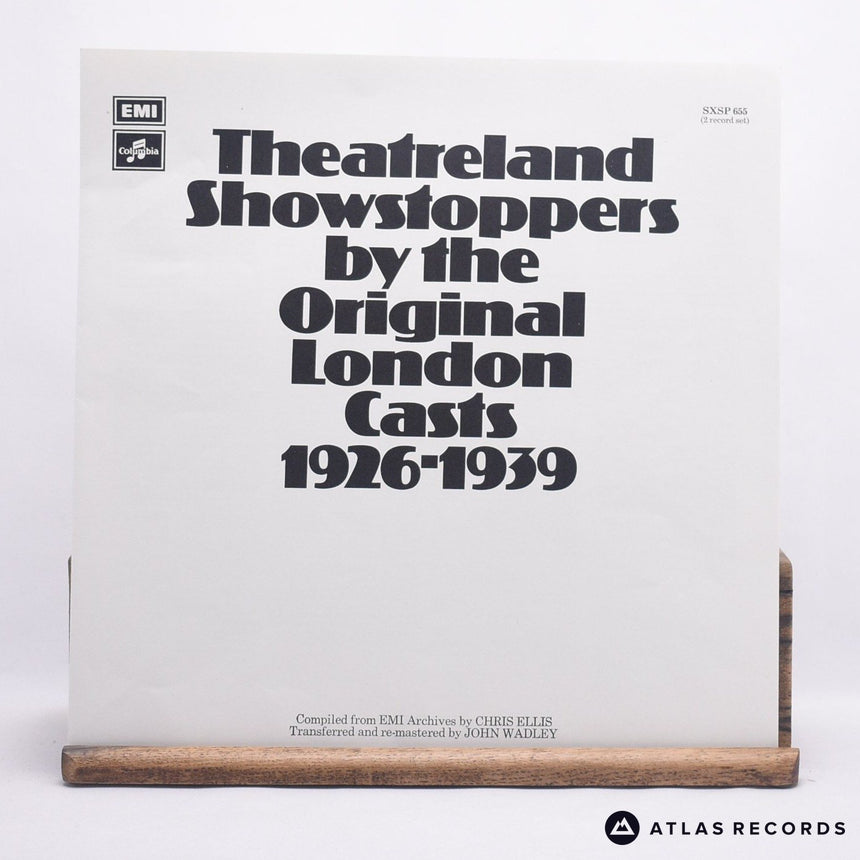 EMI
Columbia
SXSP 655
(2 record set)
Theatreland
Showstoppers
by the
Original
London
Casts
1926-1939
Compiled from EMI Archives by CHRIS ELLIS
Transferred and re-mastered by JOHN WADLEY
ATLAS RECORDS